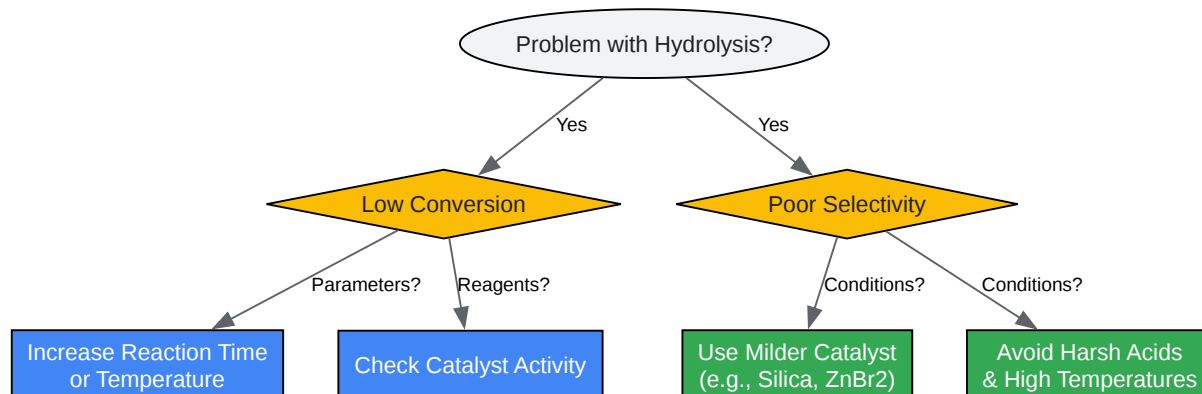 Problem with Hydrolysis?
Yes
Yes
Low Conversion
Poor Selectivity
Parameters?
Reagents?
Conditions?
Conditions?
Increase Reaction Time
or Temperature
Check Catalyst Activity
Use Milder Catalyst
(e.g., Silica, ZnBr2)
Avoid Harsh Acids
& High Temperatures